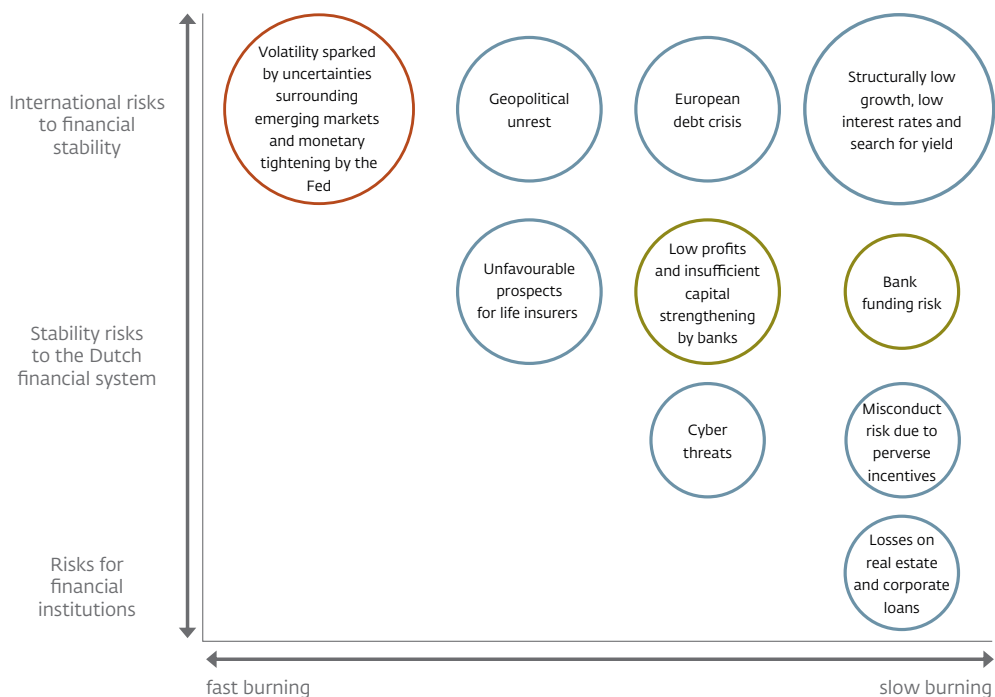 International risks
to financial
stability
Volatility sparked
by uncertainties
surrounding
emerging markets
and monetary
tightening by the
Fed
Geopolitical
unrest
European
debt crisis
Structurally low
growth, low
interest rates and
search for yield
Stability risks
to the Dutch
financial system
Unfavourable
prospects
for life insurers
Low profits
and insufficient
capital
strengthening
by banks
Bank
funding risk
Cyber
threats
Misconduct
risk due to
perverse
incentives
Risks for
financial
institutions
Losses on
real estate
and corporate
loans
fast burning
slow burning